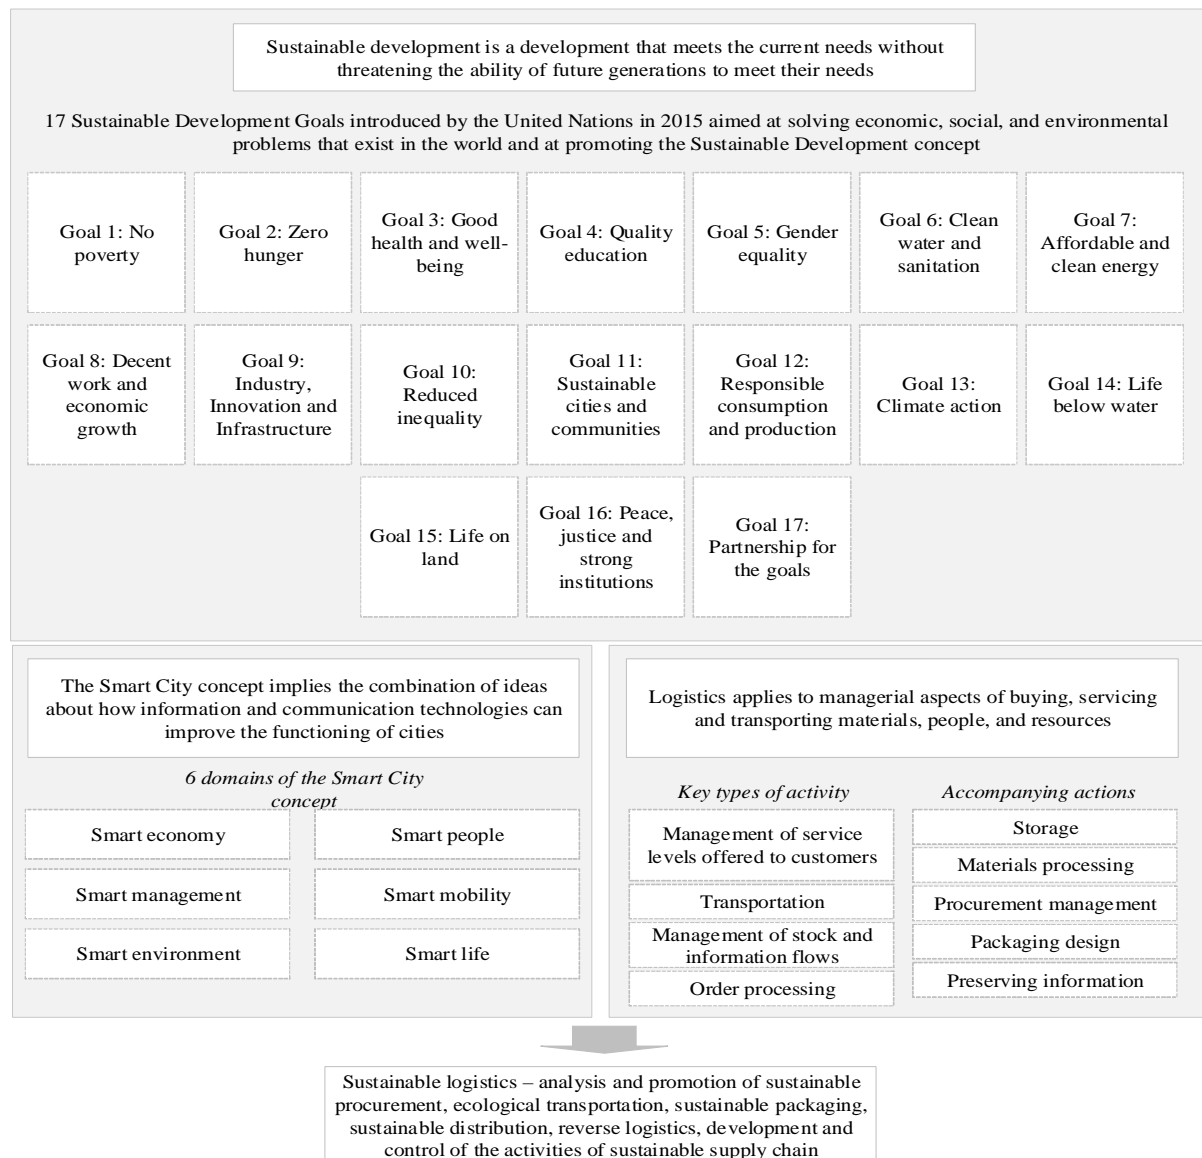 Sustainable development is a development that meets the current needs without
threatening the ability of future generations to meet their needs
17 Sustainable Development Goals introduced by the United Nations in 2015 aimed at solving economic, social, and environmental
problems that exist in the world and at promoting the Sustainable Development concept
Goal 1: No
poverty
Goal 2: Zero
hunger
Goal 3: Good
health and well-
being
Goal 4: Quality
education
Goal 5: Gender
equality
Goal 6: Clean
water and
sanitation
Goal 7:
Affordable and
clean energy
Goal 8: Decent
work and
economic
growth
Goal 9:
Industry,
Innovation and
Infrastructure
Goal 10:
Reduced
inequality
Goal 11:
Sustainable
cities and
communities
Goal 12:
Responsible
consumption
and production
Goal 13:
Climate action
Goal 14: Life
below water
Goal 15: Life on
land
Goal 16: Peace,
justice and
strong
institutions
Goal 17:
Partnership for
the goals
The Smart City concept implies the combination of ideas
about how information and communication technologies can
improve the functioning of cities
6 domains of the Smart City
concept
Smart economy
Smart people
Smart management
Smart mobility
Smart environment
Smart life
Logistics applies to managerial aspects of buying, servicing
and transporting materials, people, and resources
Key types of activity
Management of service
levels offered to customers
Transportation
Management of stock and
information flows
Order processing
Accompanying actions
Storage
Materials processing
Procurement management
Packaging design
Preserving information
Sustainable logistics – analysis and promotion of sustainable
procurement, ecological transportation, sustainable packaging,
sustainable distribution, reverse logistics, development and
control of the activities of sustainable supply chain